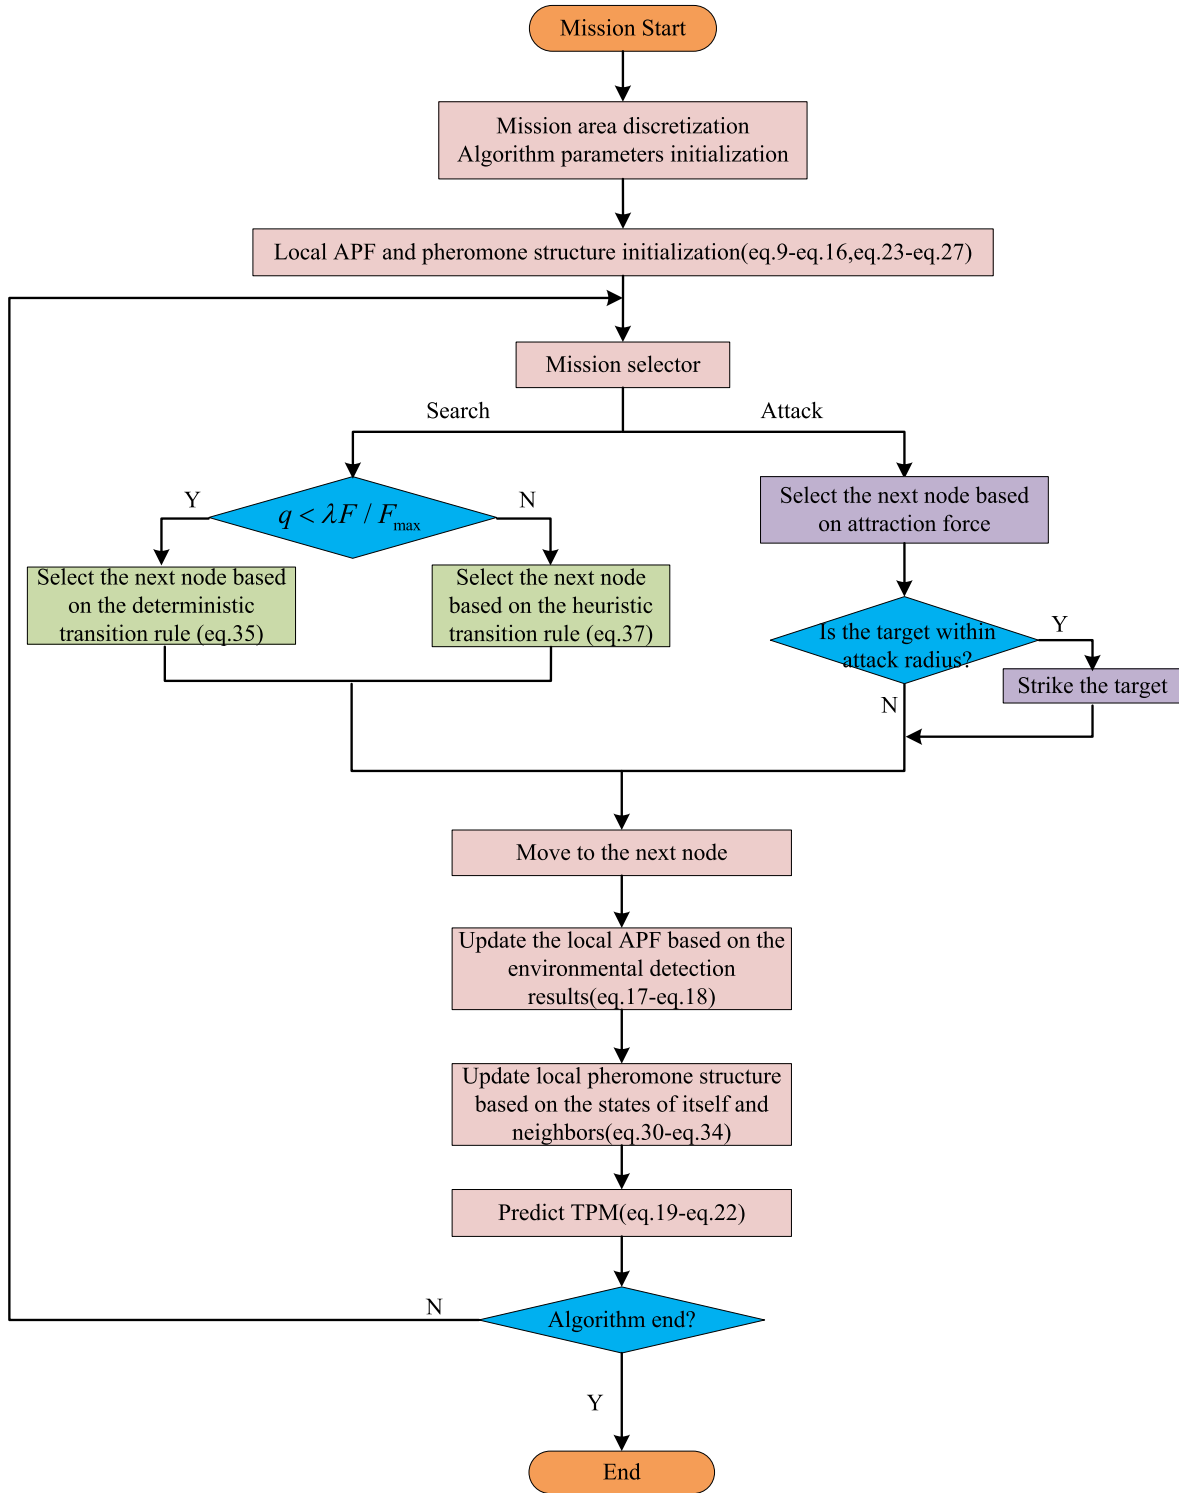 Mission Start
Mission area discretization
Algorithm parameters initialization
Local APF and pheromone structure initialization(eq.9-eq.16,eq.23-eq.27)
Mission selector
Search
Attack
Y
q < λF / Fmax
N
Select the next node based
on the deterministic
transition rule (eq.35)
Select the next node
based on the heuristic
transition rule (eq.37)
Select the next node based
on attraction force
Is the target within
attack radius?
Y
Strike the target
N
Move to the next node
Update the local APF based on the
environmental detection
results(eq.17-eq.18)
Update local pheromone structure
based on the states of itself and
neighbors(eq.30-eq.34)
Predict TPM(eq.19-eq.22)
Algorithm end?
N
Y
End